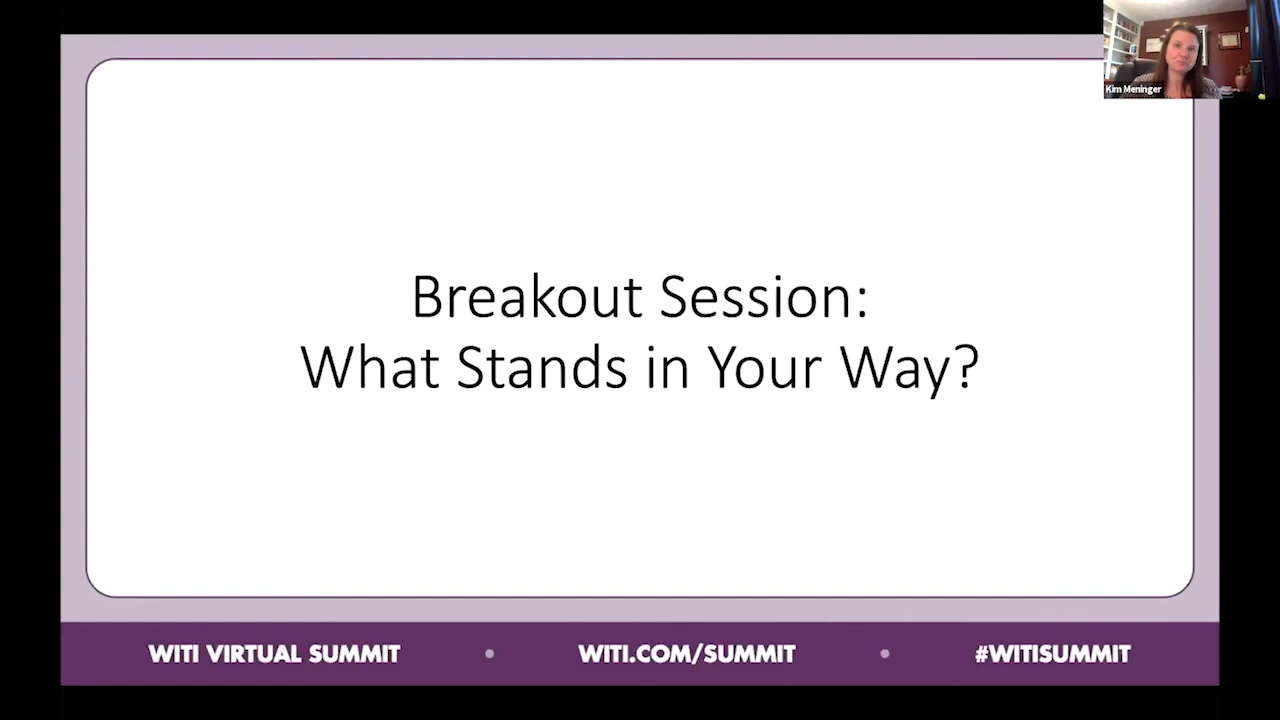 Kim Meninger
Breakout Session:
What Stands in Your Way?
WITI VIRTUAL SUMMIT • WITI.COM/SUMMIT • #WITISUMMIT